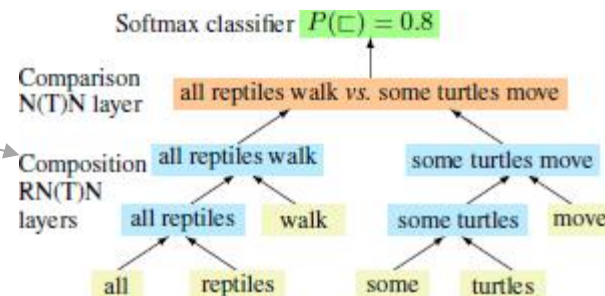 Softmax classifier P(⊏) = 0.8
Comparison
N(T)N layer
all reptiles walk vs. some turtles move
Composition
RN(T)N
layers
all reptiles walk
some turtles move
all reptiles
walk
some turtles
move
all
reptiles
some
turtles